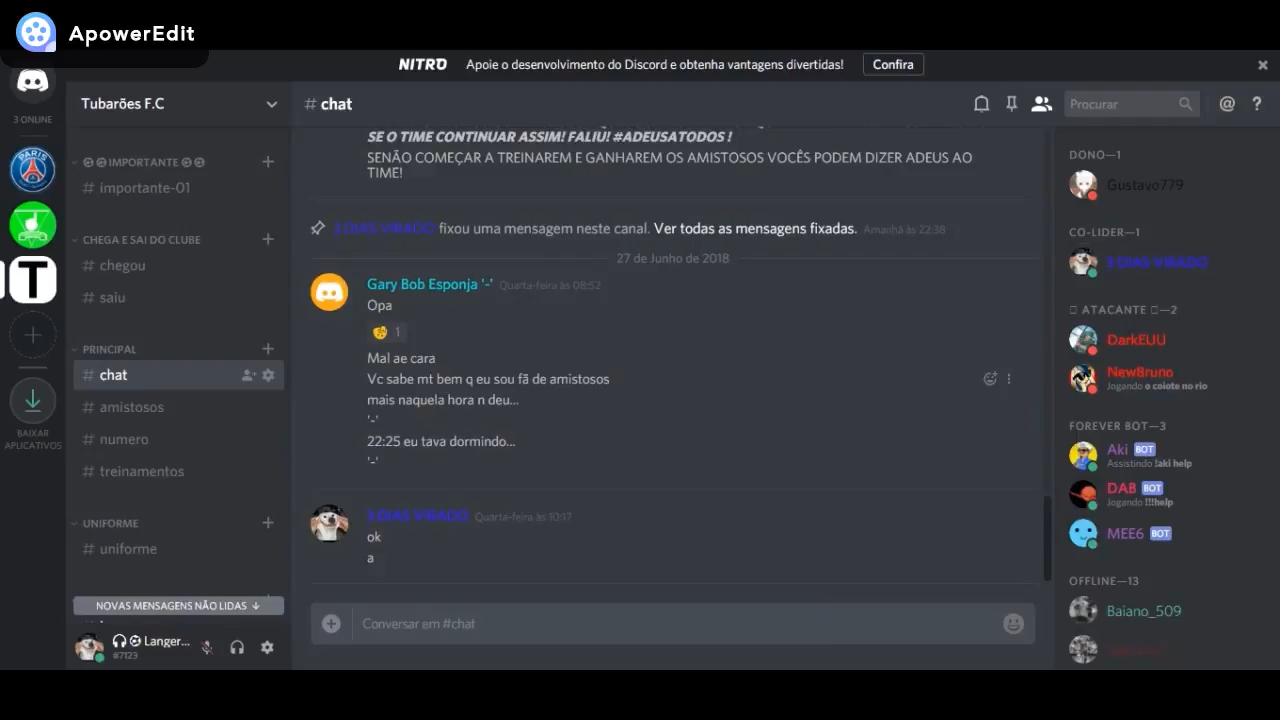 ApowerEdit
NITRO Apoie o desenvolvimento do Discord e obtenha vantagens divertidas! Confira
3 ONLINE
PARIS
T
BAIXAR
APLICATIVOS
Tubarões F.C
IMPORTANTE
# importante-01
CHEGA E SAI DO CLUBE
# chegou
# saiu
PRINCIPAL
# chat
# amistosos
# numero
# treinamentos
UNIFORME
# uniforme
NOVAS MENSAGENS NÃO LIDAS
Langer...
#7123
# chat
Procurar
SE O TIME CONTINUAR ASSIM! FALIU! #ADEUSATODOS !
SENÃO COMEÇAR A TREINAREM E GANHAREM OS AMISTOSOS VOCÊS PODEM DIZER ADEUS AO
TIME!
3 DIAS VIRADO fixou uma mensagem neste canal. Ver todas as mensagens fixadas. Amanhã às 22:38
27 de Junho de 2018
Gary Bob Esponja '-' Quarta-feira às 08:52
Opa
1
Mal ae cara
Vc sabe mt bem q eu sou fã de amistosos
mais naquela hora n deu...
'-'
22:25 eu tava dormindo...
'-'
3 DIAS VIRADO Quarta-feira às 10:17
ok
a
Conversar em #chat
DONO—1
Gustavo779
CO-LIDER—1
3 DIAS VIRADO
ATACANTE —2
DarkEUU
NewBruno
Jogando o coiote no rio
FOREVER BOT—3
Aki BOT
Assistindo !aki help
DAB BOT
Jogando !!!help
MEE6 BOT
OFFLINE—13
Baiano_509